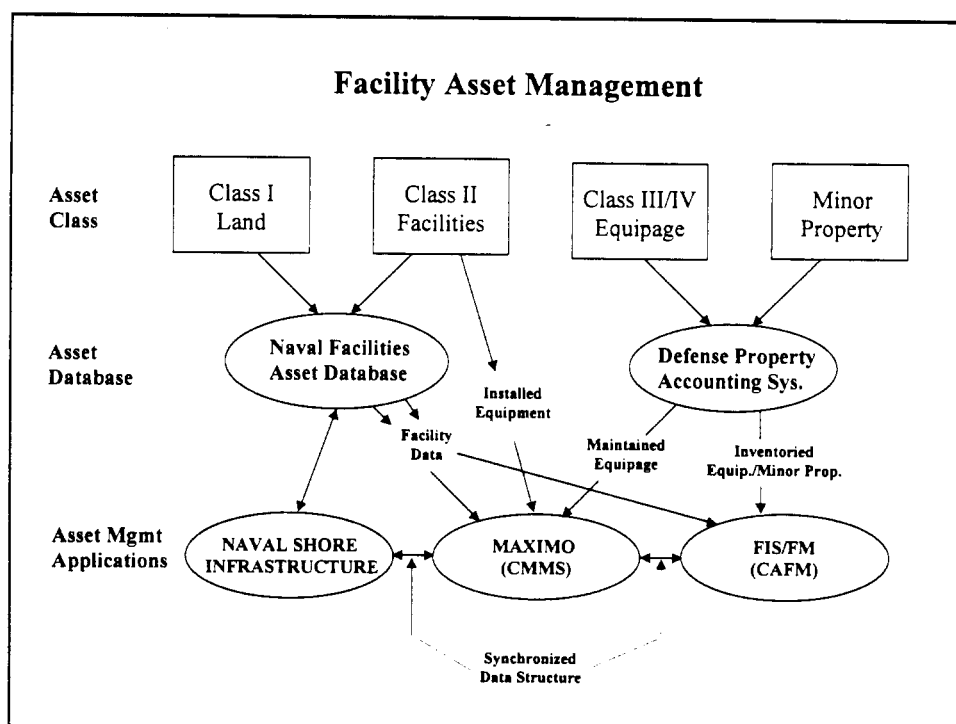 Facility Asset Management
Asset
Class
Class I
Land
Class II
Facilities
Class III/IV
Equipage
Minor
Property
Asset
Database
Naval Facilities
Asset Database
Defense Property
Accounting Sys.
Installed
Equipment
Facility
Data
Maintained
Equipage
Inventoried
Equip./Minor Prop.
Asset Mgmt
Applications
NAVAL SHORE
INFRASTRUCTURE
MAXIMO
(CMMS)
FIS/FM
(CAFM)
Synchronized
Data Structure